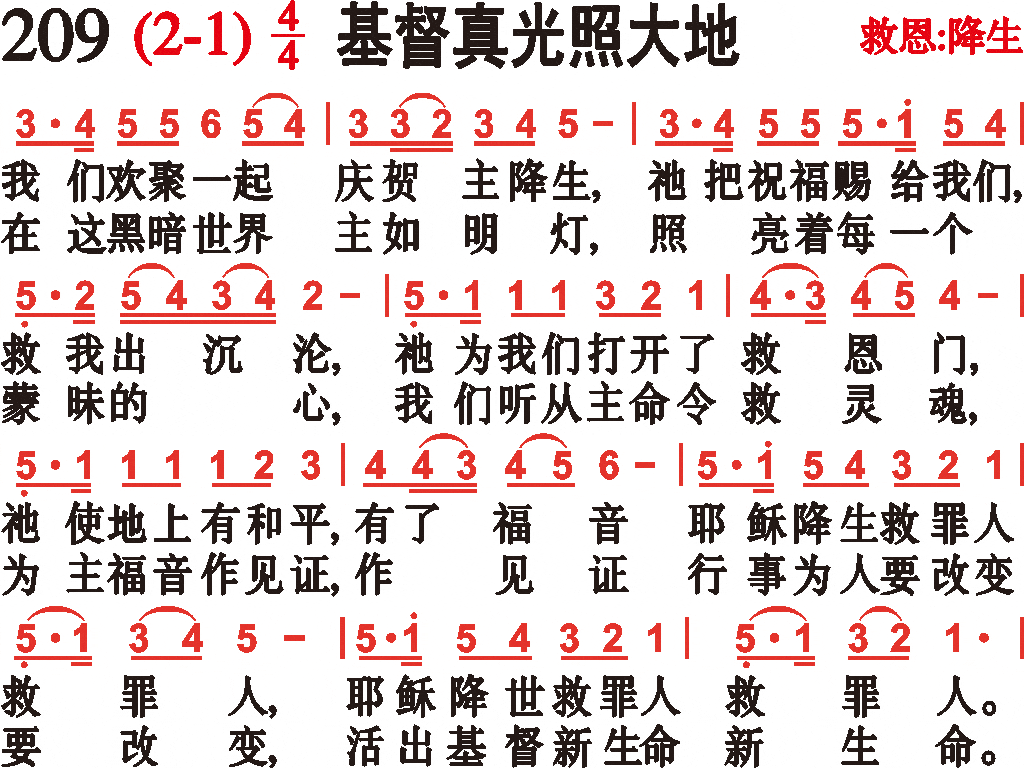 209 (2-1) 4/4 基督真光照大地 救恩:降生
3·4 5 5 6 5 4 | 3 3 2 3 4 5 – | 3·4 5 5 5·i 5 4 |
我们欢聚一起 庆贺 主降生, 祂把祝福赐给我们,
在这黑暗世界 主如 明 灯, 照 亮着每一个
5·2 5 4 3 4 2 – | 5·1 1 1 3 2 1 | 4·3 4 5 4 – |
救 我出 沉 沦, 祂为我们打开了 救 恩 门,
蒙 昧的 心, 我们听从主命令 救 灵 魂,
5·1 1 1 1 2 3 | 4 4 3 4 5 6 – | 5·i 5 4 3 2 1 |
祂 使地上有和平,有了 福 音 耶稣降生救罪人
为 主福音作见证,作 见 证 行事为人要改变
5·1 3 4 5 – | 5·i 5 4 3 2 1 | 5·1 3 2 1· |
救 罪 人, 耶稣降世救罪人 救 罪 人。
要 改 变, 活出基督新生命 新 生 命。